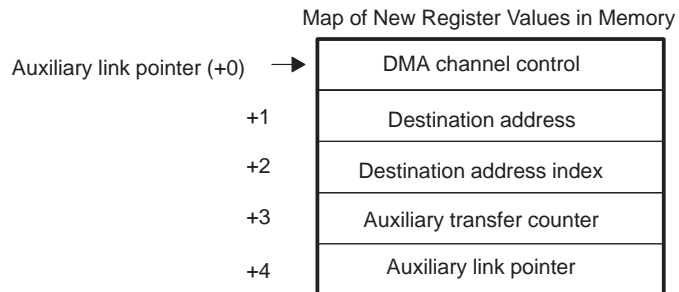 Map of New Register Values in Memory
Auxiliary link pointer (+0) DMA channel control
+1 Destination address
+2 Destination address index
+3 Auxiliary transfer counter
+4 Auxiliary link pointer